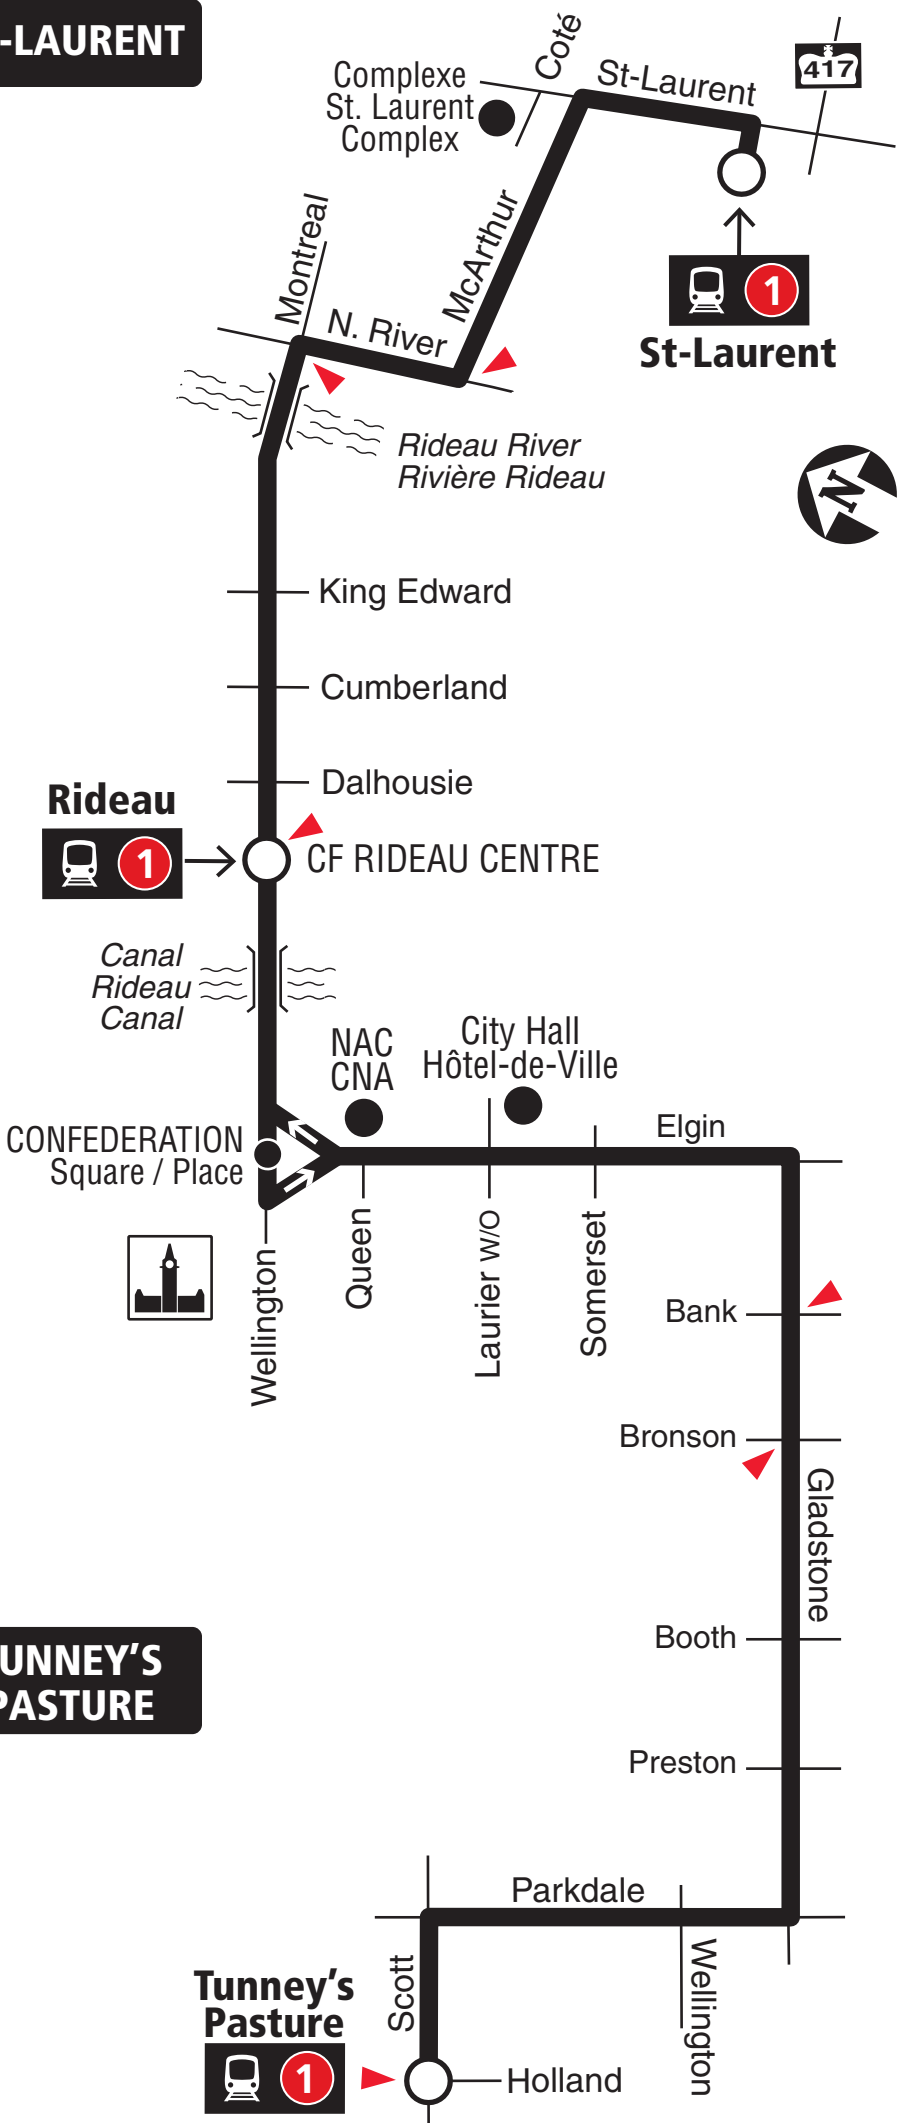 -LAURENT
Coté
St-Laurent
417
Complexe
St. Laurent
Complex
McArthur
Montreal
N. River
1
St-Laurent
Rideau River
Rivière Rideau
N
King Edward
Cumberland
Dalhousie
Rideau
1
CF RIDEAU CENTRE
Canal
Rideau
Canal
NAC
CNA
City Hall
Hôtel-de-Ville
CONFEDERATION
Square / Place
Elgin
Wellington
Queen
Laurier W/O
Somerset
Bank
Bronson
Gladstone
Booth
UNNEY'S
PASTURE
Preston
Parkdale
Scott
Wellington
Tunney's
Pasture
1
Holland